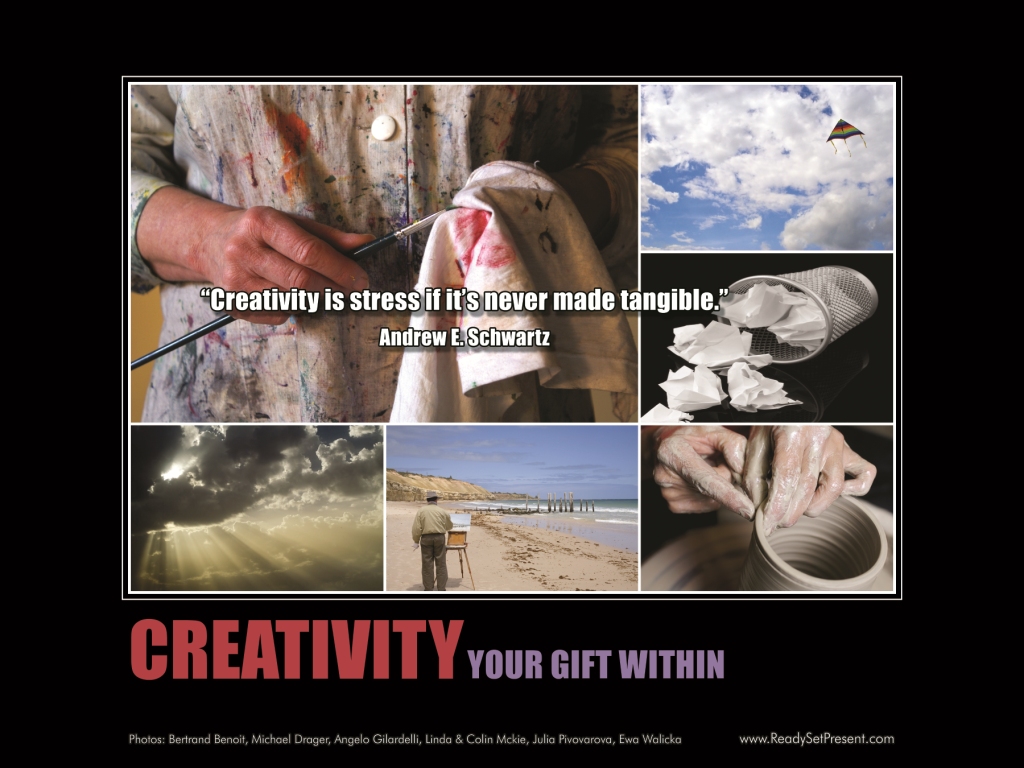 “Creativity is stress if it’s never made tangible.”
Andrew E. Schwartz
CREATIVITY YOUR GIFT WITHIN
Photos: Bertrand Benoit, Michael Drager, Angelo Gilardelli, Linda & Colin Mckie, Julia Pivovarova, Ewa Walicka
www.ReadySetPresent.com